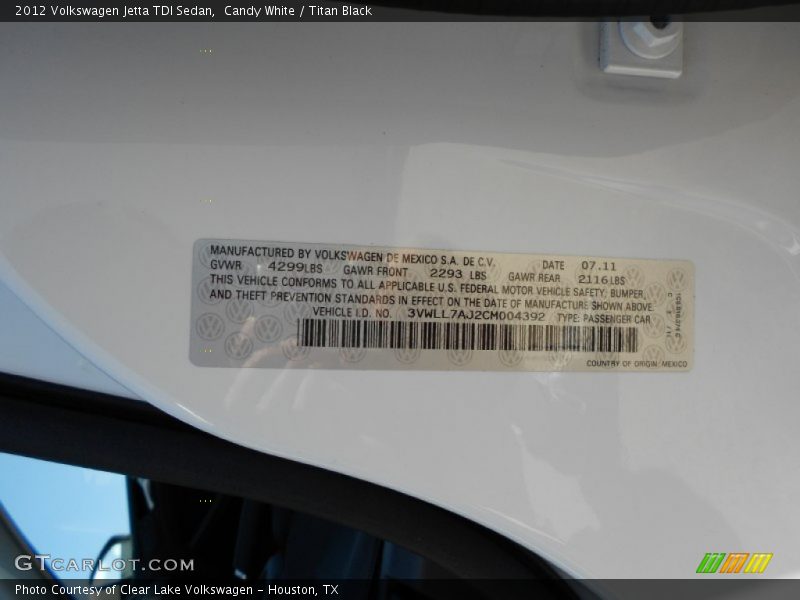 2012 Volkswagen Jetta TDI Sedan,  Candy White / Titan Black
MANUFACTURED BY VOLKSWAGEN DE MEXICO S.A. DE C.V. DATE 07.11
GVWR 4299LBS GAWR FRONT 2293 LBS GAWR REAR 2116LBS
THIS VEHICLE CONFORMS TO ALL APPLICABLE U.S. FEDERAL MOTOR VEHICLE SAFETY, BUMPER,
AND THEFT PREVENTION STANDARDS IN EFFECT ON THE DATE OF MANUFACTURE SHOWN ABOVE.
VEHICLE I.D. NO. 3VWLL7AJ2CM004392 TYPE: PASSENGER CAR
COUNTRY OF ORIGIN: MEXICO
GTCARLOT.COM
Photo Courtesy of Clear Lake Volkswagen - Houston, TX